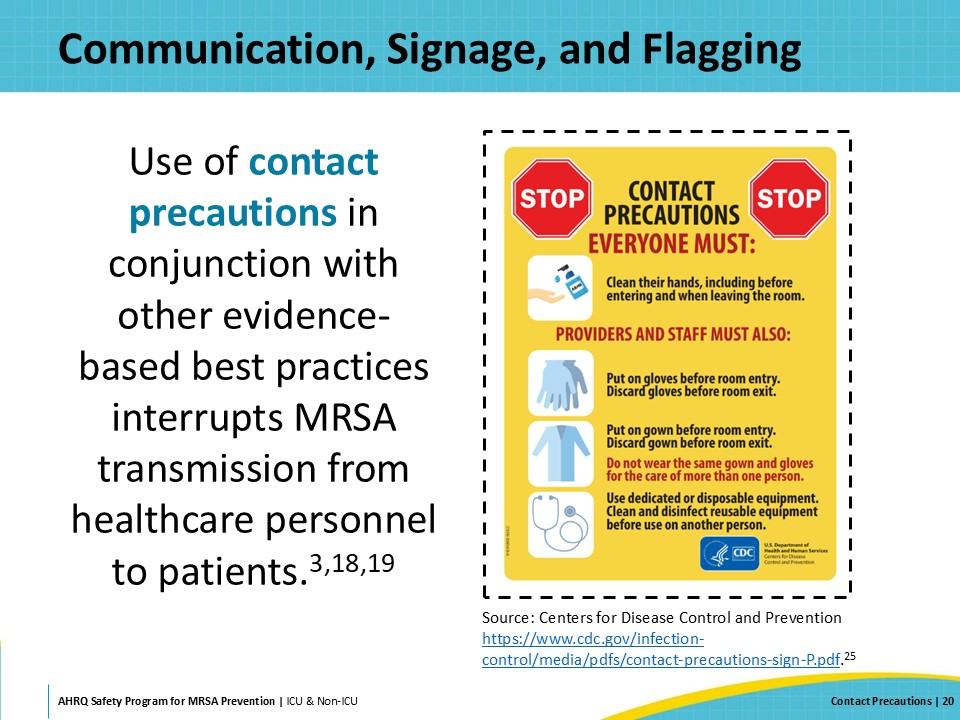 Communication, Signage, and Flagging
Use of contact
precautions in
conjunction with
other evidence-
based best practices
interrupts MRSA
transmission from
healthcare personnel
to patients.3,18,19
STOP
CONTACT
PRECAUTIONS
STOP
EVERYONE MUST:
Clean their hands, including before
entering and when leaving the room.
PROVIDERS AND STAFF MUST ALSO:
Put on gloves before room entry.
Discard gloves before room exit.
Put on gown before room entry.
Discard gown before room exit.
Do not wear the same gown and gloves
for the care of more than one person.
Use dedicated or disposable equipment.
Clean and disinfect reusable equipment
before use on another person.
CDC
U.S. Department of
Health and Human Services
Centers for Disease
Control and Prevention
Source: Centers for Disease Control and Prevention
https://www.cdc.gov/infection-
control/media/pdfs/contact-precautions-sign-P.pdf.25
AHRQ Safety Program for MRSA Prevention | ICU & Non-ICU
Contact Precautions | 20